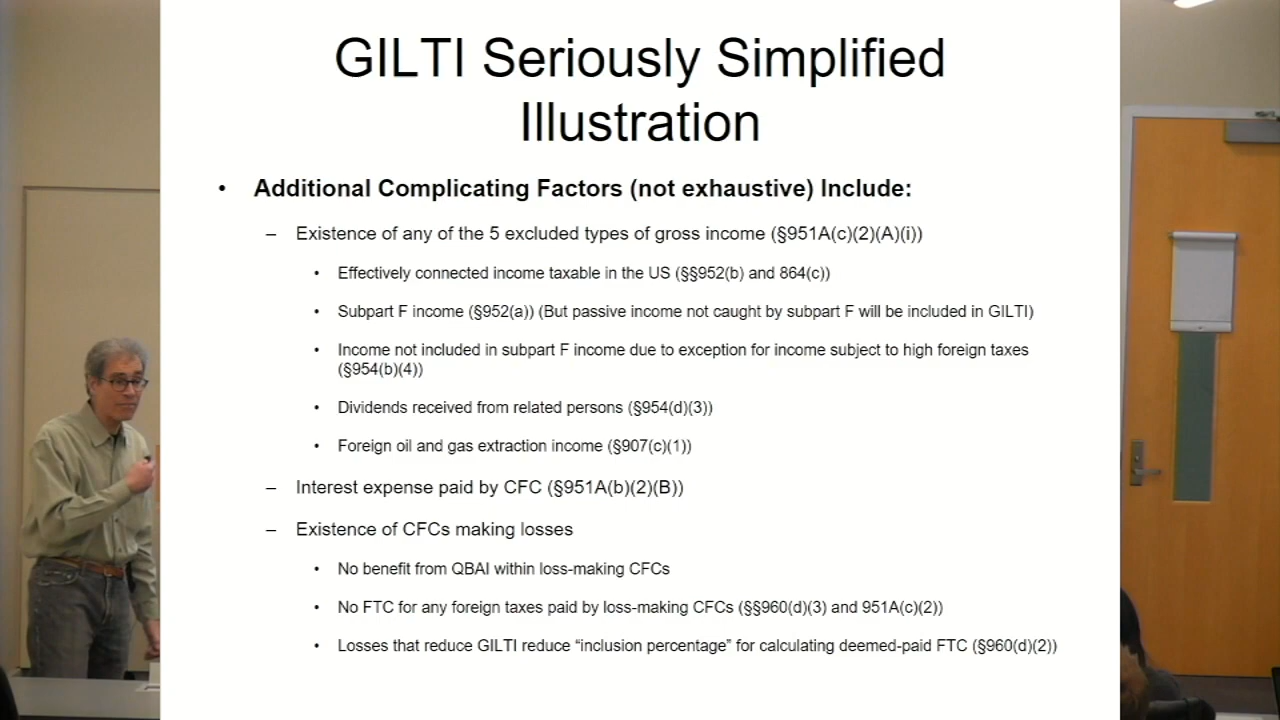 GILTI Seriously Simplified
Illustration
• Additional Complicating Factors (not exhaustive) Include:
– Existence of any of the 5 excluded types of gross income (§951A(c)(2)(A)(i))
• Effectively connected income taxable in the US (§§952(b) and 864(c))
• Subpart F income (§952(a)) (But passive income not caught by subpart F will be included in GILTI)
• Income not included in subpart F income due to exception for income subject to high foreign taxes
(§954(b)(4))
• Dividends received from related persons (§954(d)(3))
• Foreign oil and gas extraction income (§907(c)(1))
– Interest expense paid by CFC (§951A(b)(2)(B))
– Existence of CFCs making losses
• No benefit from QBAI within loss-making CFCs
• No FTC for any foreign taxes paid by loss-making CFCs (§§960(d)(3) and 951A(c)(2))
• Losses that reduce GILTI reduce “inclusion percentage” for calculating deemed-paid FTC (§960(d)(2))